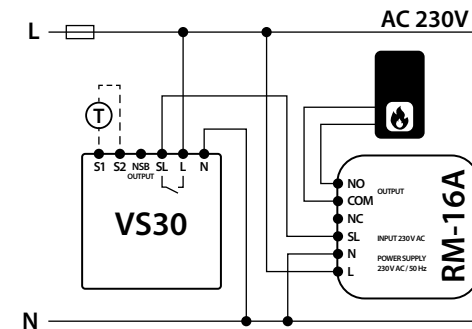 L
AC 230V
T
S1 S2 NSB SL L N
OUTPUT
VS30
NO
COM
NC
SL
N
L
OUTPUT
INPUT 230V AC
POWER SUPPLY
230V AC / 50 Hz
RM-16A
N